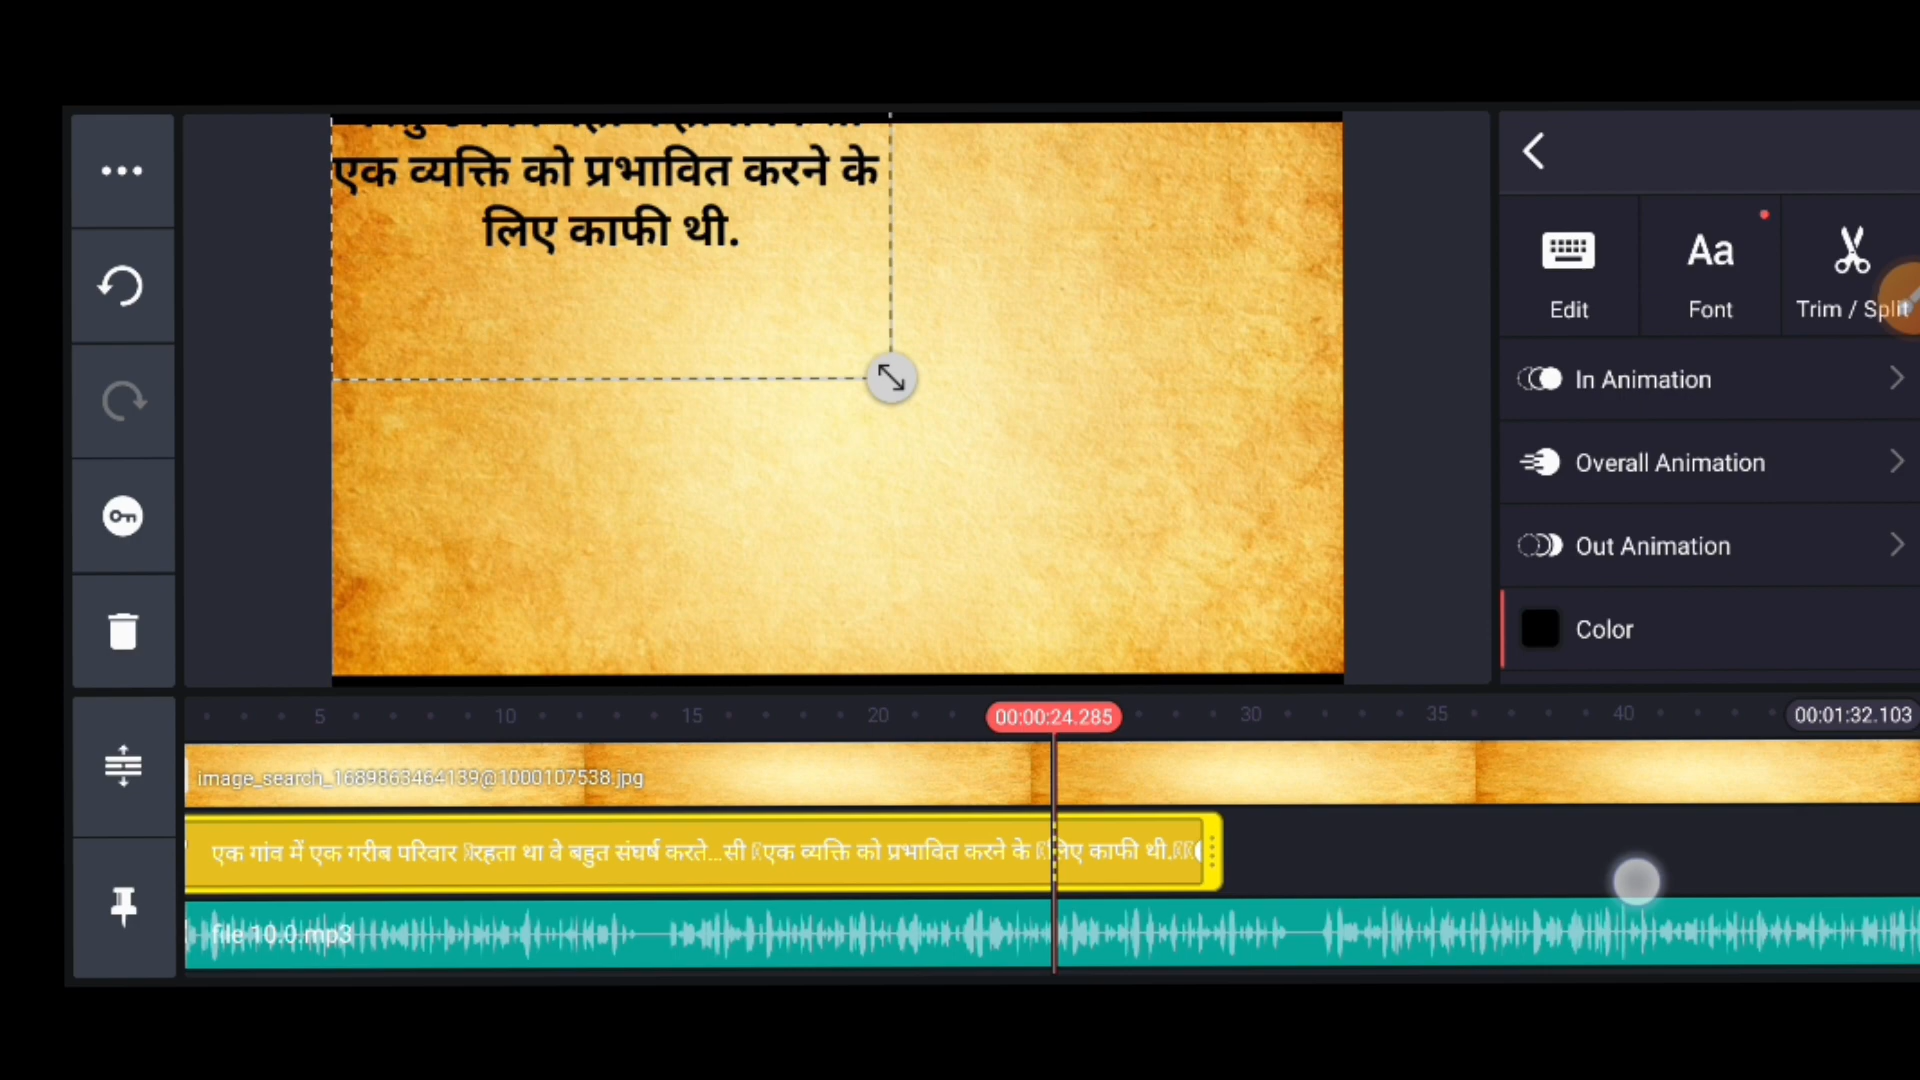 एक व्यक्ति को प्रभावित करने के
लिए काफी थी.
Edit
Font
Trim / Split
In Animation
Overall Animation
Out Animation
Color
5 10 15 20 00:00:24.285 30 35 40 00:01:32.103
image_search_1689863464139@1000107538.jpg
एक गांव में एक गरीब परिवार रहता था वे बहुत संघर्ष करते...सी एक व्यक्ति को प्रभावित करने के लिए काफी थी.
file 10.0.mp3